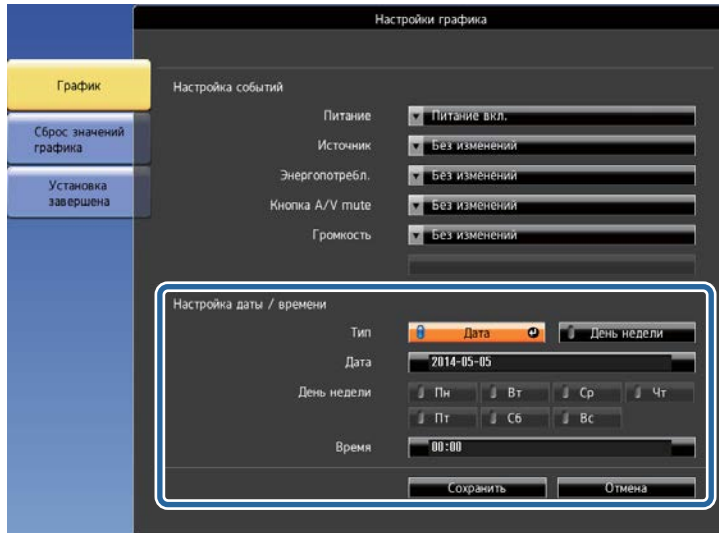 Настройки графика
График
Сброс значений
графика
Установка
завершена
Настройка событий
Питание Питание вкл.
Источник Без изменений
Энергопотребл. Без изменений
Кнопка A/V mute Без изменений
Громкость Без изменений
Настройка даты / времени
Тип Дата День недели
Дата 2014-05-05
День недели Пн Вт Ср Чт
Пт Сб Вс
Время 00:00
Сохранить Отмена